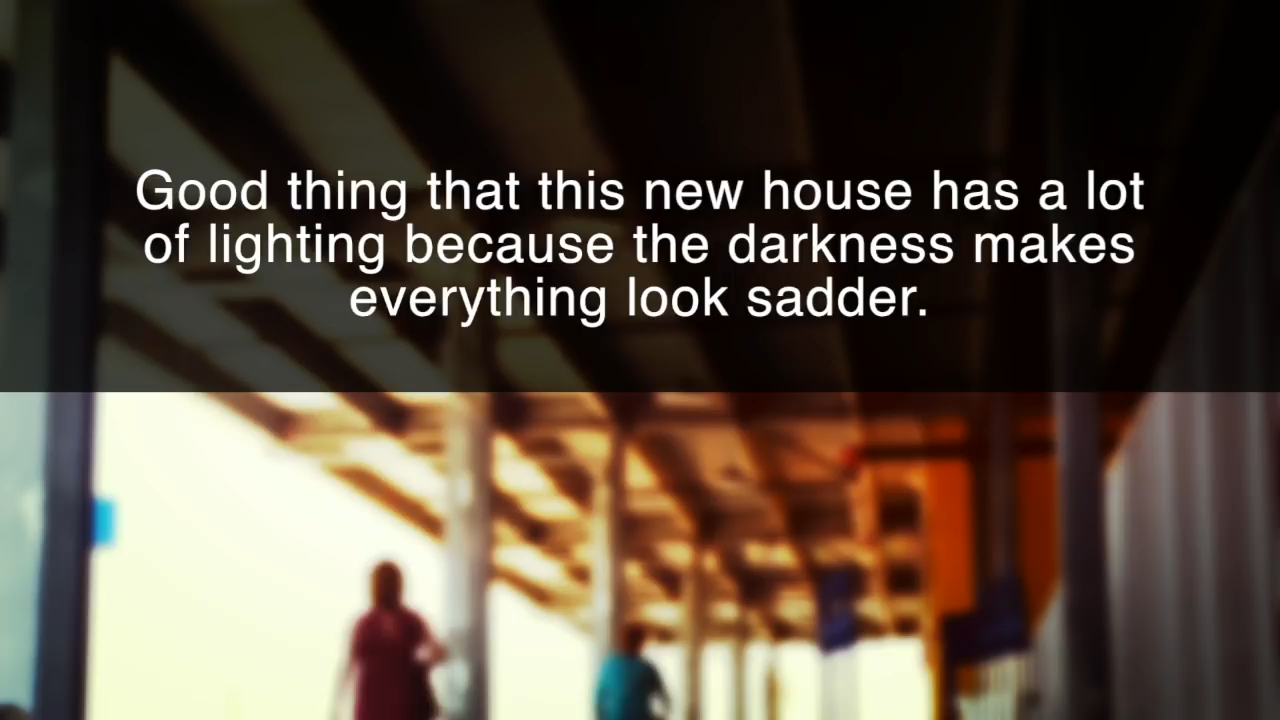 Good thing that this new house has a lot
of lighting because the darkness makes
everything look sadder.